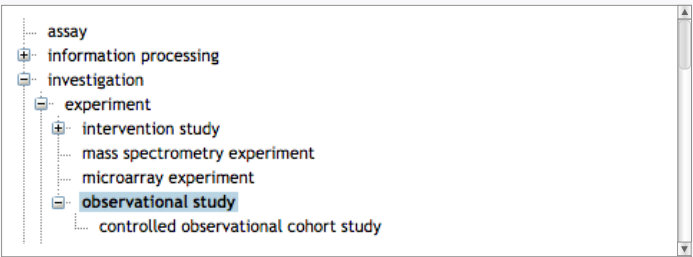 assay
information processing
investigation
experiment
intervention study
mass spectrometry experiment
microarray experiment
observational study
controlled observational cohort study